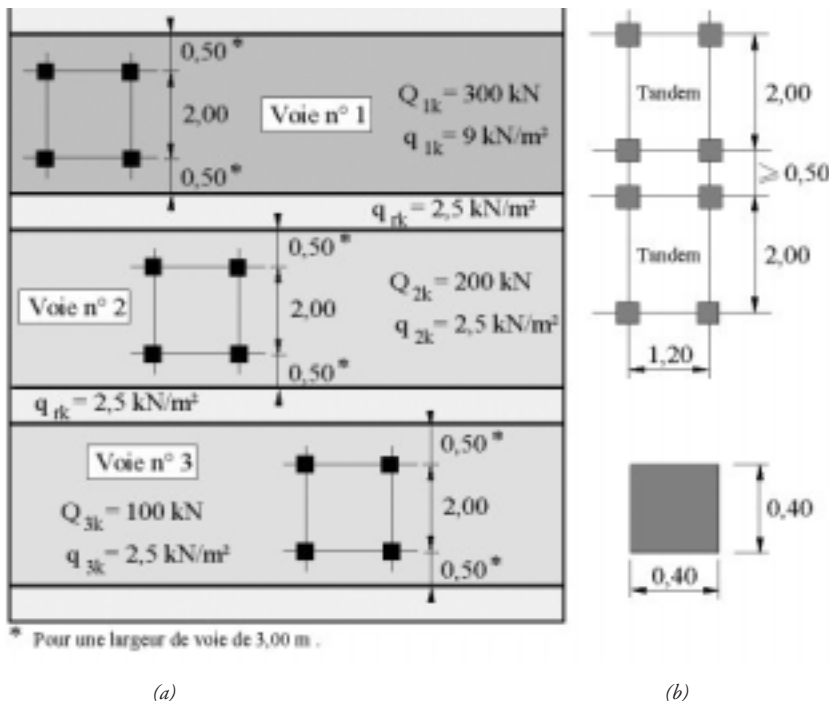 0,50*
2,00
0,50*
Voie n° 1
Q1k = 300 kN
q1k = 9 kN/m²
qrk = 2,5 kN/m²
0,50*
2,00
0,50*
Voie n° 2
Q2k = 200 kN
q2k = 2,5 kN/m²
qrk = 2,5 kN/m²
Voie n° 3
Q3k = 100 kN
q3k = 2,5 kN/m²
0,50*
2,00
0,50*
* Pour une largeur de voie de 3,00 m .
(a)
Tandem
2,00
⩾ 0,50
Tandem
2,00
1,20
0,40
0,40
(b)